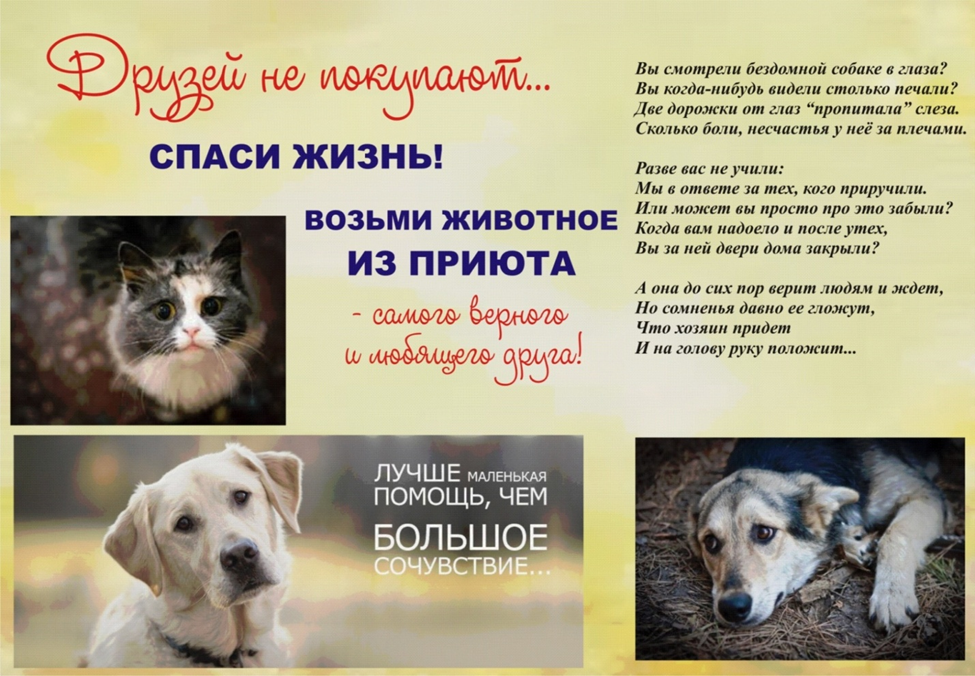 Друзей не покупают...
СПАСИ ЖИЗНЬ!
ВОЗЬМИ ЖИВОТНОЕ
ИЗ ПРИЮТА
- самого верного
и любящего друга!
Вы смотрели бездомной собаке в глаза?
Вы когда-нибудь видели столько печали?
Две дорожски от глаз “пропитала” слеза.
Сколько боли, несчастья у неё за плечами.
Разве вас не учили:
Мы в ответе за тех, кого приручили.
Или может вы просто про это забыли?
Когда вам надоело и после утех,
Вы за ней двери дома закрыли?
А она до сих пор верит людям и ждет,
Но сомненья давно ее гложут,
Что хозяин придет
И на голову руку положит...
ЛУЧШЕ МАЛЕНЬКАЯ
ПОМОЩЬ, ЧЕМ
БОЛЬШОЕ
СОЧУВСТВИЕ...